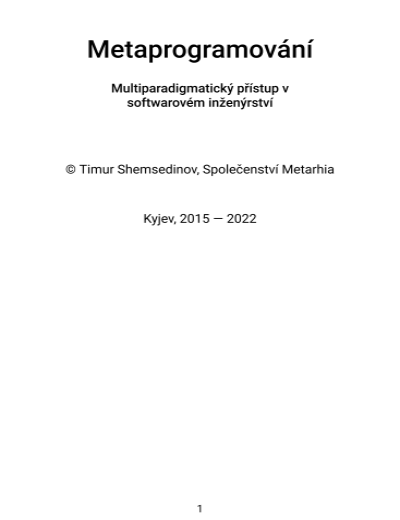 Metaprogramování
Multiparadigmatický přístup v
softwarovém inženýrství
© Timur Shemsedinov, Společenství Metarhia
Kyjev, 2015 — 2022
1